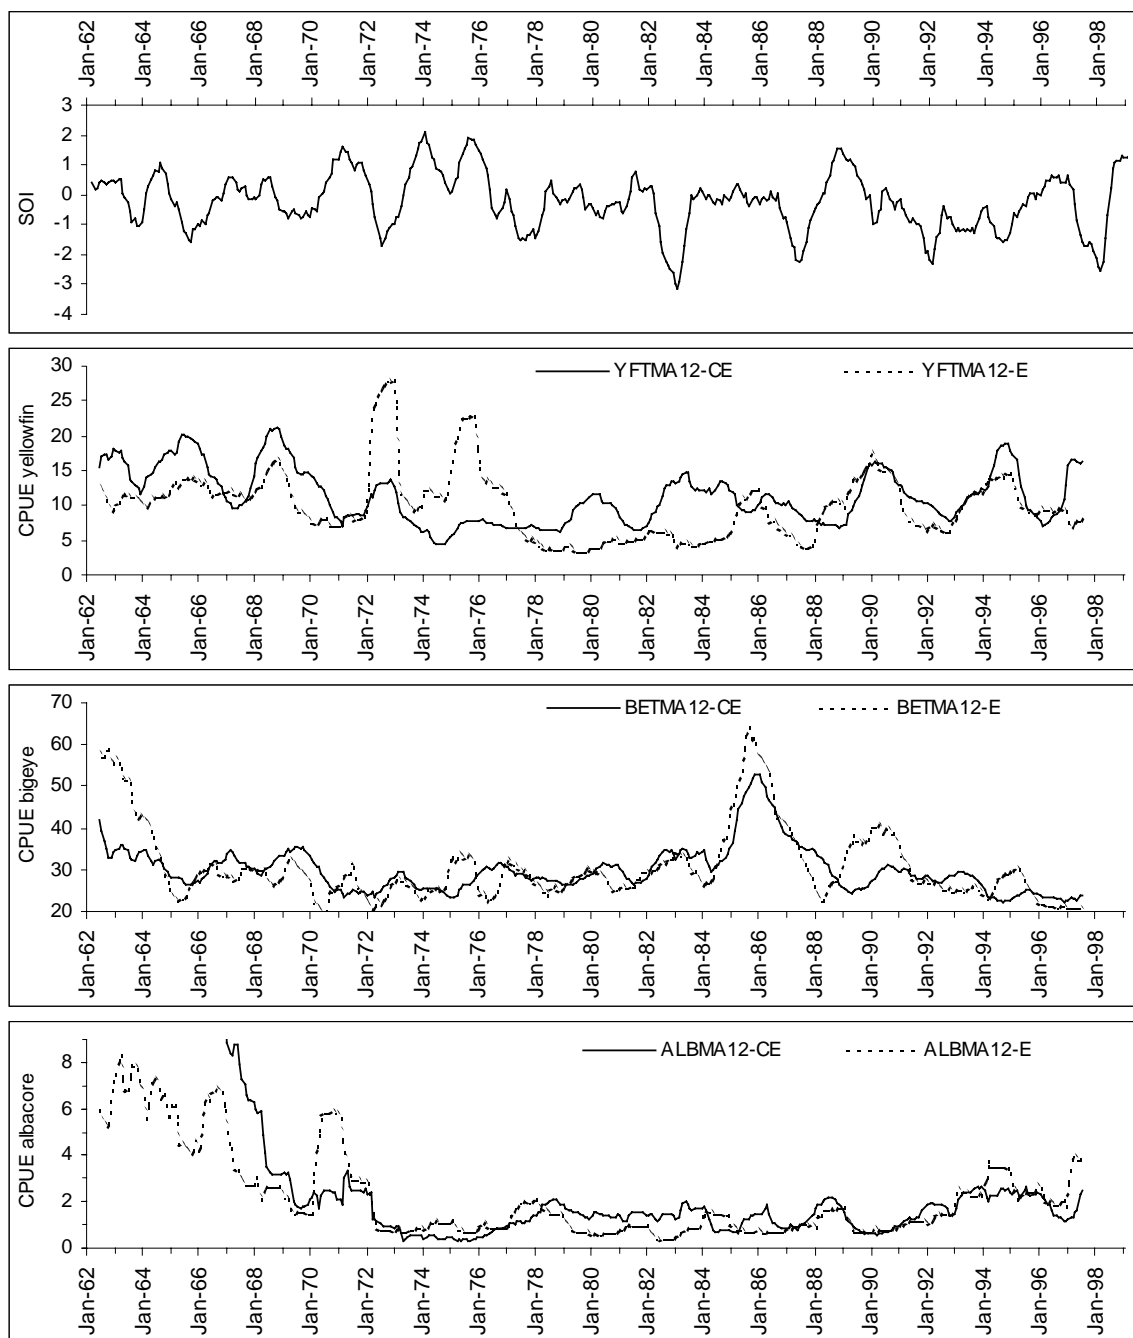 Jan-62 Jan-64 Jan-66 Jan-68 Jan-70 Jan-72 Jan-74 Jan-76 Jan-78 Jan-80 Jan-82 Jan-84 Jan-86 Jan-88 Jan-90 Jan-92 Jan-94 Jan-96 Jan-98
3
2
1
0
-1
-2
-3
-4
SOI
YFTMA12-CE YFTMA12-E
30
25
20
15
10
5
0
CPUE yellowfin
Jan-62 Jan-64 Jan-66 Jan-68 Jan-70 Jan-72 Jan-74 Jan-76 Jan-78 Jan-80 Jan-82 Jan-84 Jan-86 Jan-88 Jan-90 Jan-92 Jan-94 Jan-96 Jan-98
BETMA12-CE BETMA12-E
70
60
50
40
30
20
CPUE bigeye
Jan-62 Jan-64 Jan-66 Jan-68 Jan-70 Jan-72 Jan-74 Jan-76 Jan-78 Jan-80 Jan-82 Jan-84 Jan-86 Jan-88 Jan-90 Jan-92 Jan-94 Jan-96 Jan-98
ALBMA12-CE ALBMA12-E
8
6
4
2
0
CPUE albacore
Jan-62 Jan-64 Jan-66 Jan-68 Jan-70 Jan-72 Jan-74 Jan-76 Jan-78 Jan-80 Jan-82 Jan-84 Jan-86 Jan-88 Jan-90 Jan-92 Jan-94 Jan-96 Jan-98